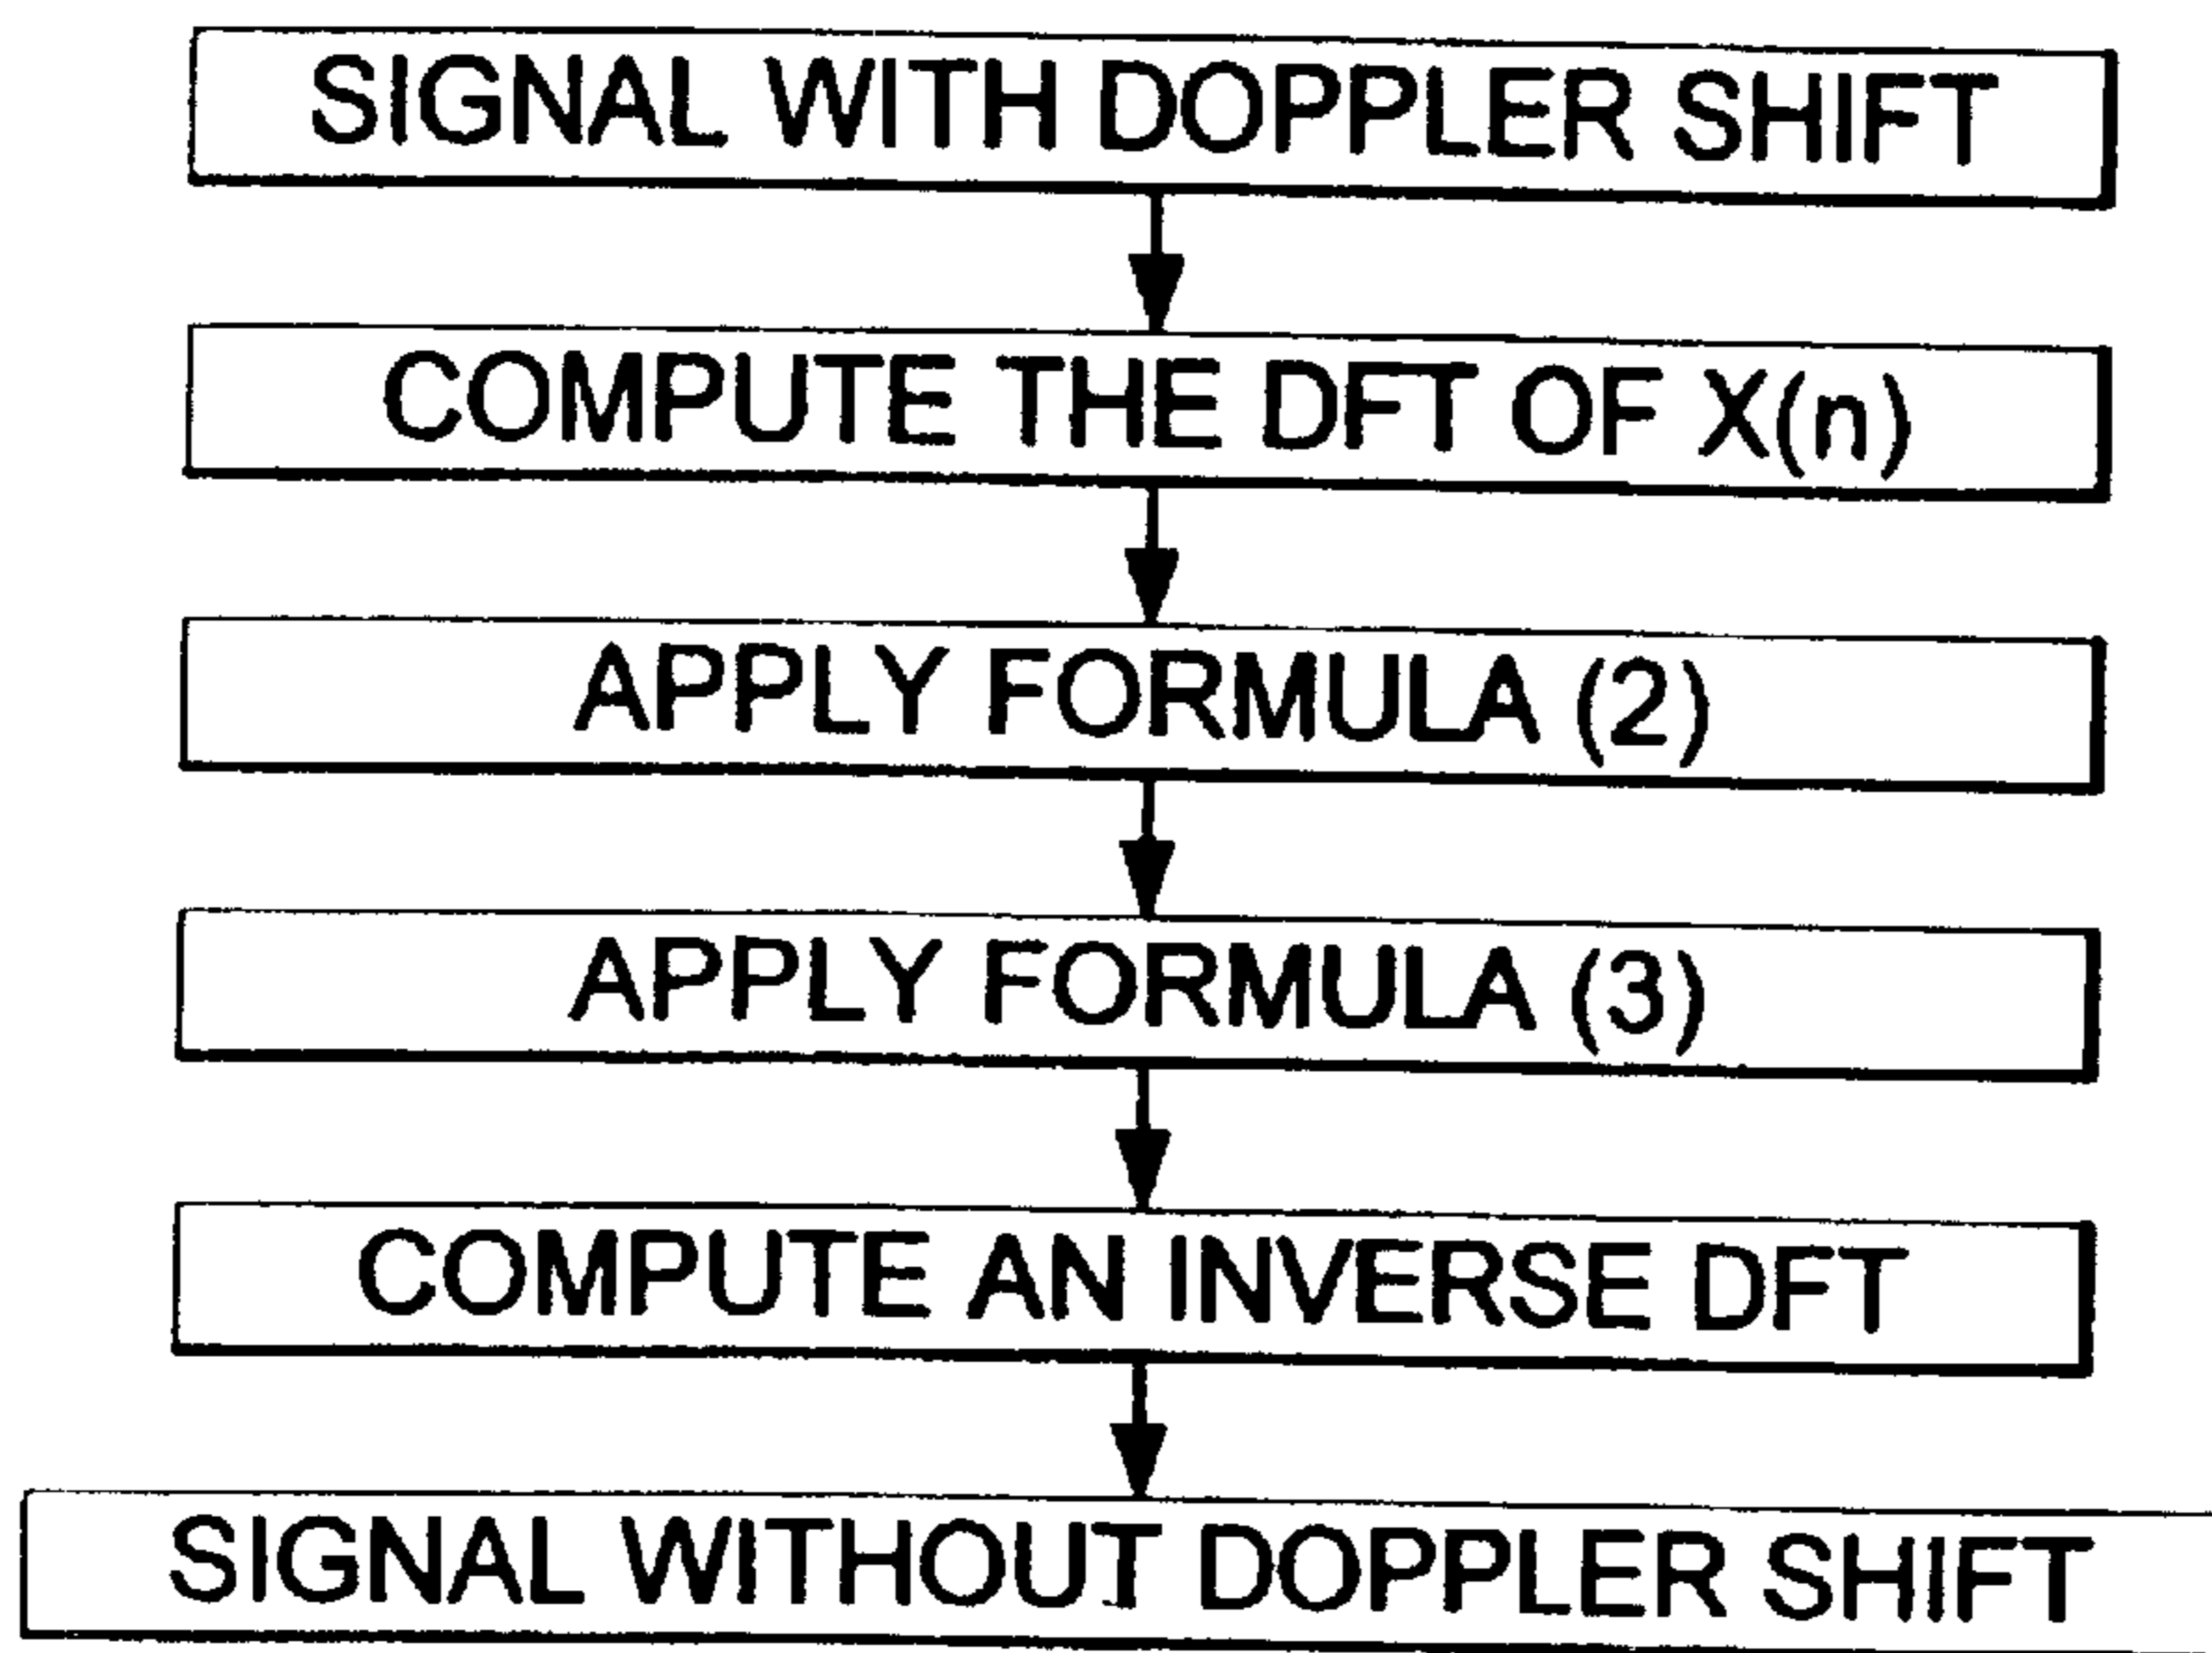 SIGNAL WITH DOPPLER SHIFT
COMPUTE THE DFT OF X(n)
APPLY FORMULA (2)
APPLY FORMULA (3)
COMPUTE AN INVERSE DFT
SIGNAL WITHOUT DOPPLER SHIFT